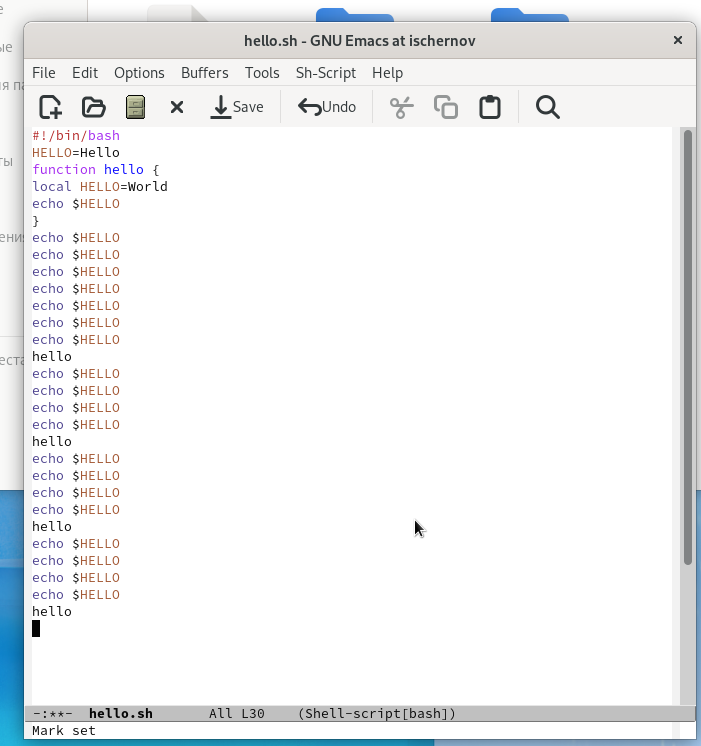 hello.sh - GNU Emacs at ischernov
File Edit Options Buffers Tools Sh-Script Help
Save Undo
#!/bin/bash
HELLO=Hello
function hello {
local HELLO=World
echo $HELLO
}
echo $HELLO
echo $HELLO
echo $HELLO
echo $HELLO
echo $HELLO
echo $HELLO
echo $HELLO
hello
echo $HELLO
echo $HELLO
echo $HELLO
echo $HELLO
hello
echo $HELLO
echo $HELLO
echo $HELLO
echo $HELLO
hello
echo $HELLO
echo $HELLO
echo $HELLO
echo $HELLO
hello
-:**- hello.sh All L30 (Shell-script[bash])
Mark set